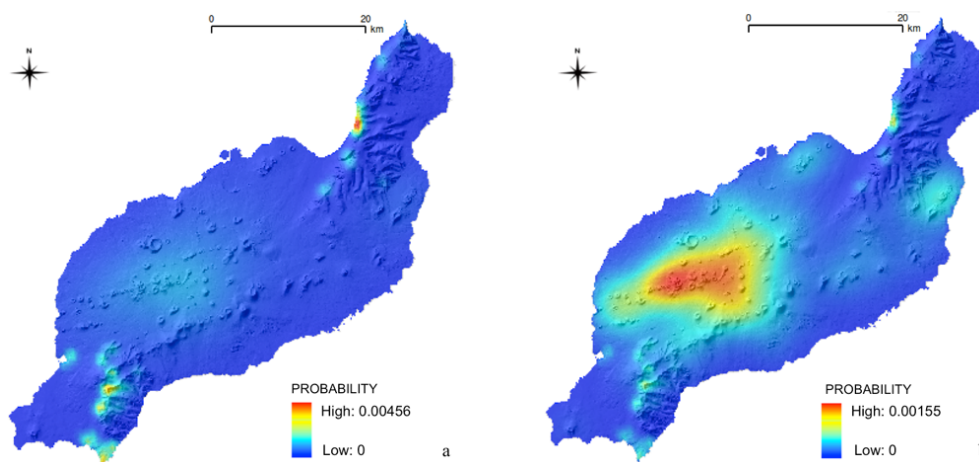 0 20
km
N
PROBABILITY
High: 0.00456
Low: 0
a
0 20
km
N
PROBABILITY
High: 0.00155
Low: 0